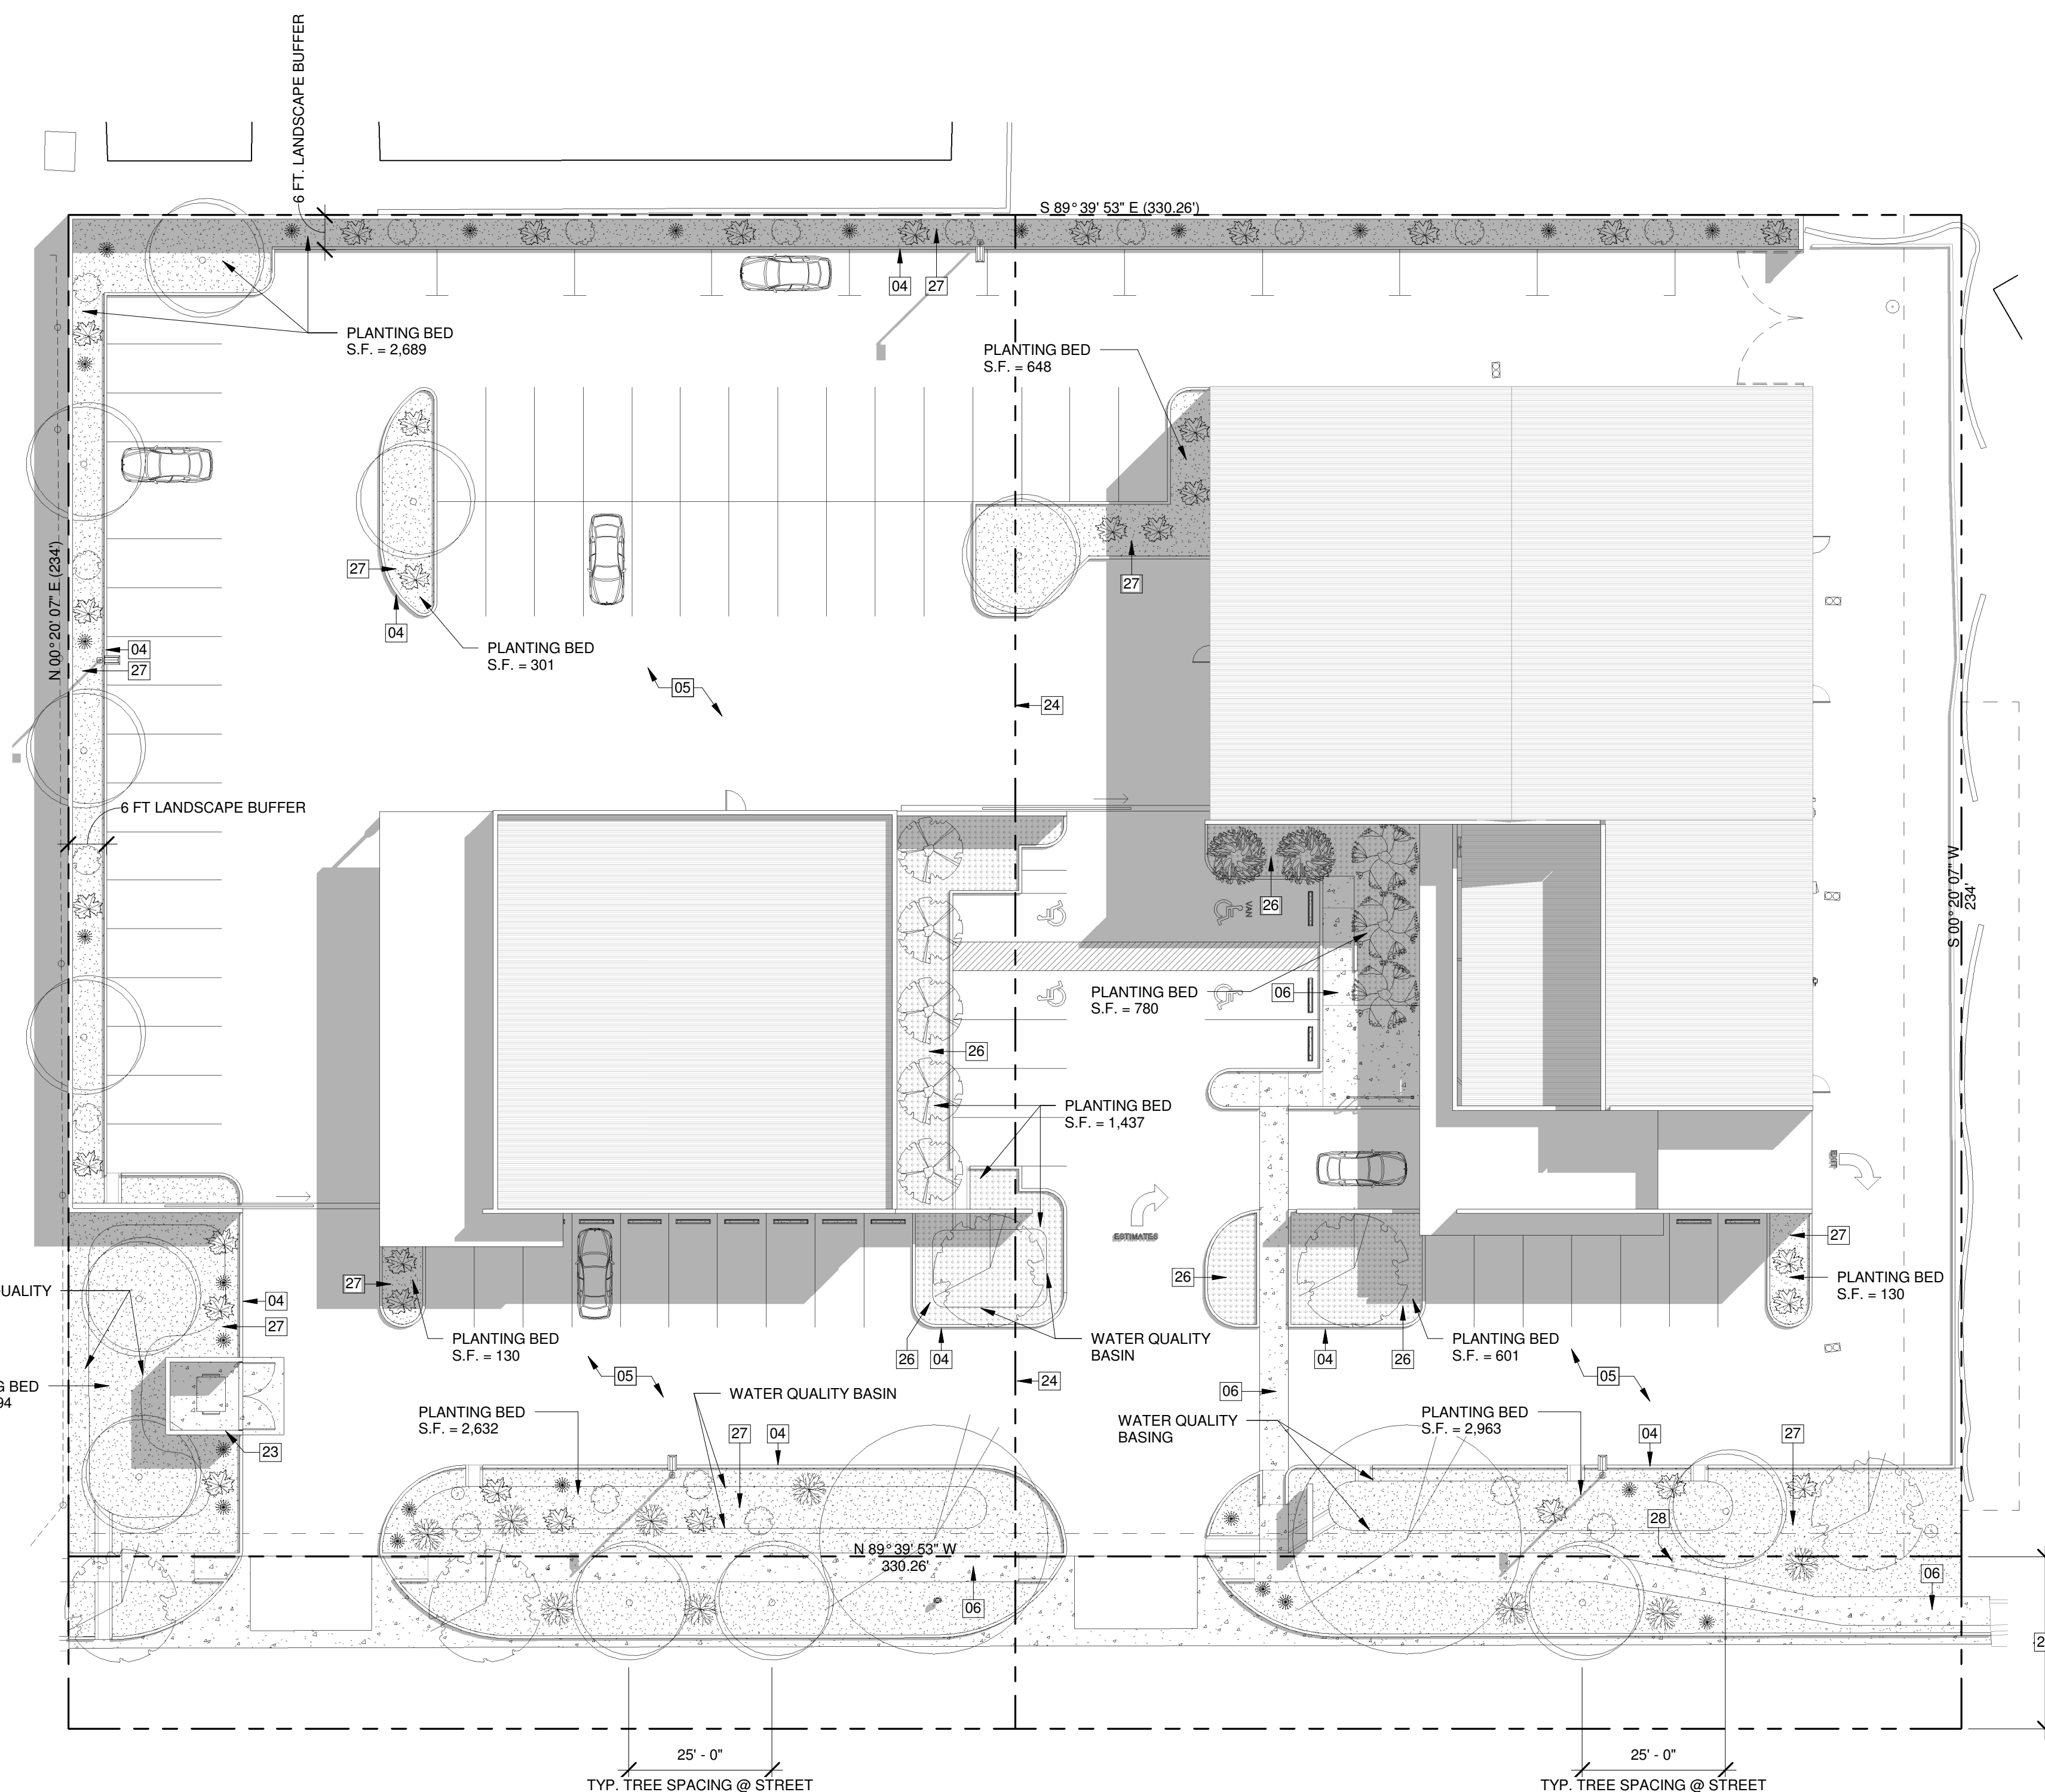 6 FT. LANDSCAPE BUFFER
S 89° 39' 53" E (330.26')
04
27
PLANTING BED
S.F. = 2,689
PLANTING BED
S.F. = 648
N 00° 20' 07" E (234')
27
04
27
PLANTING BED
S.F. = 301
04
27
05
24
6 FT LANDSCAPE BUFFER
S 00° 20' 07" W
234'
VAN
26
PLANTING BED
S.F. = 780
06
26
PLANTING BED
S.F. = 1,437
EXIT
ESTIMATES
27
27
26
PLANTING BED
S.F. = 130
UALITY
04
27
PLANTING BED
S.F. = 130
WATER QUALITY
BASIN
PLANTING BED
S.F. = 601
26
04
04
26
05
24
05
G BED
94
06
WATER QUALITY BASIN
PLANTING BED
S.F. = 2,632
27
04
WATER QUALITY
BASING
PLANTING BED
S.F. = 2,963
04
27
23
28
N 89° 39' 53" W
330.26'
06
06
2
25' - 0"
TYP. TREE SPACING @ STREET
25' - 0"
TYP. TREE SPACING @ STREET